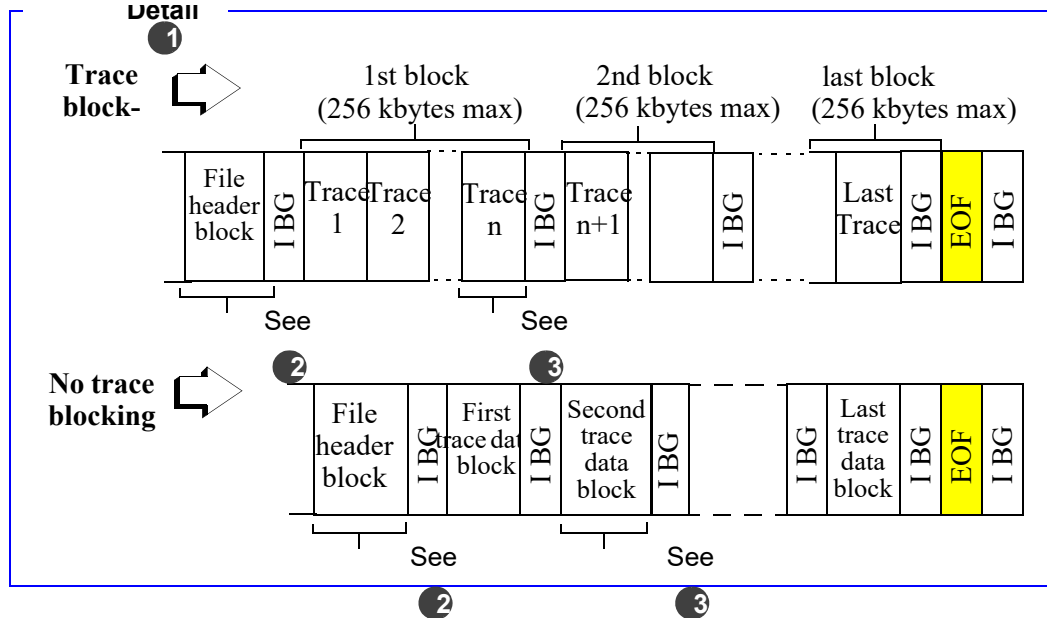 Detail
1
Trace
block-
1st block
(256 kbytes max)
2nd block
(256 kbytes max)
last block
(256 kbytes max)
File
header
block
I BG
Trace
1
Trace
2
Trace
n
I BG
Trace
n+1
I BG
Last
Trace
I BG
EOF
I BG
See
2
See
3
No trace
blocking
File
header
block
I BG
First
trace dat
block
I BG
Second
trace
data
block
I BG
I BG
Last
trace
data
block
I BG
EOF
I BG
See
2
See
3